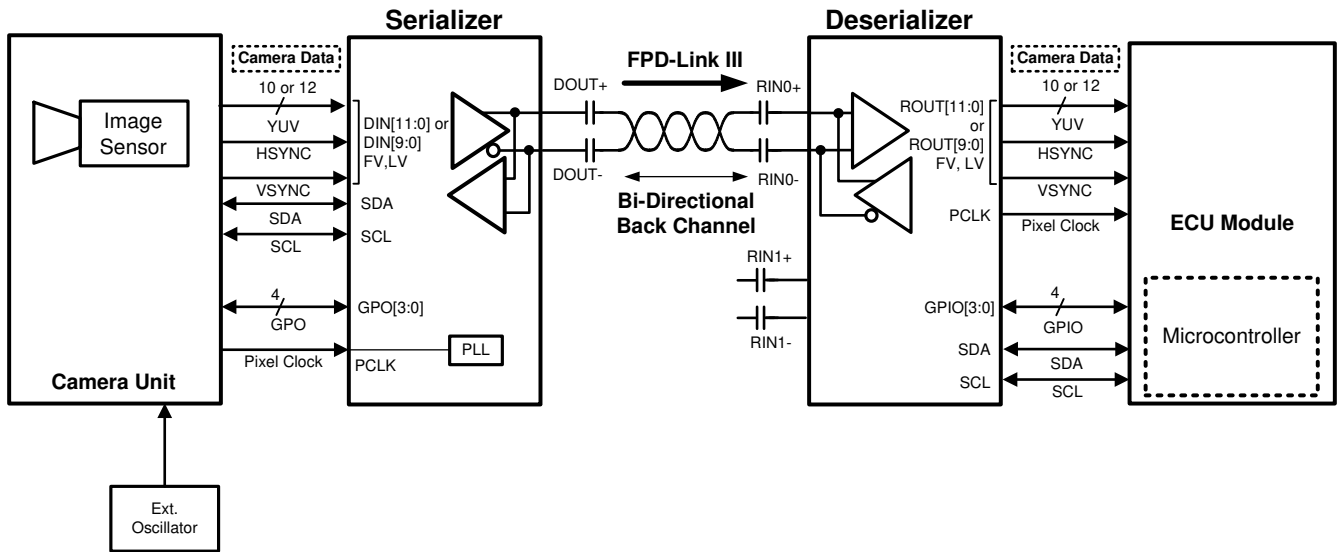 Serializer
Deserializer
Camera Data
10 or 12
YUV
HSYNC
VSYNC
SDA
SCL
4
GPO
Pixel Clock
Image
Sensor
Camera Unit
Ext.
Oscillator
DIN[11:0] or
DIN[9:0]
FV,LV
SDA
SCL
GPO[3:0]
PCLK
PLL
DOUT+
DOUT-
FPD-Link III
Bi-Directional
Back Channel
RIN0+
RIN0-
RIN1+
RIN1-
ROUT[11:0]
or
ROUT[9:0]
FV, LV
PCLK
GPIO[3:0]
SDA
SCL
Camera Data
10 or 12
YUV
HSYNC
VSYNC
Pixel Clock
4
GPIO
SDA
SCL
ECU Module
Microcontroller